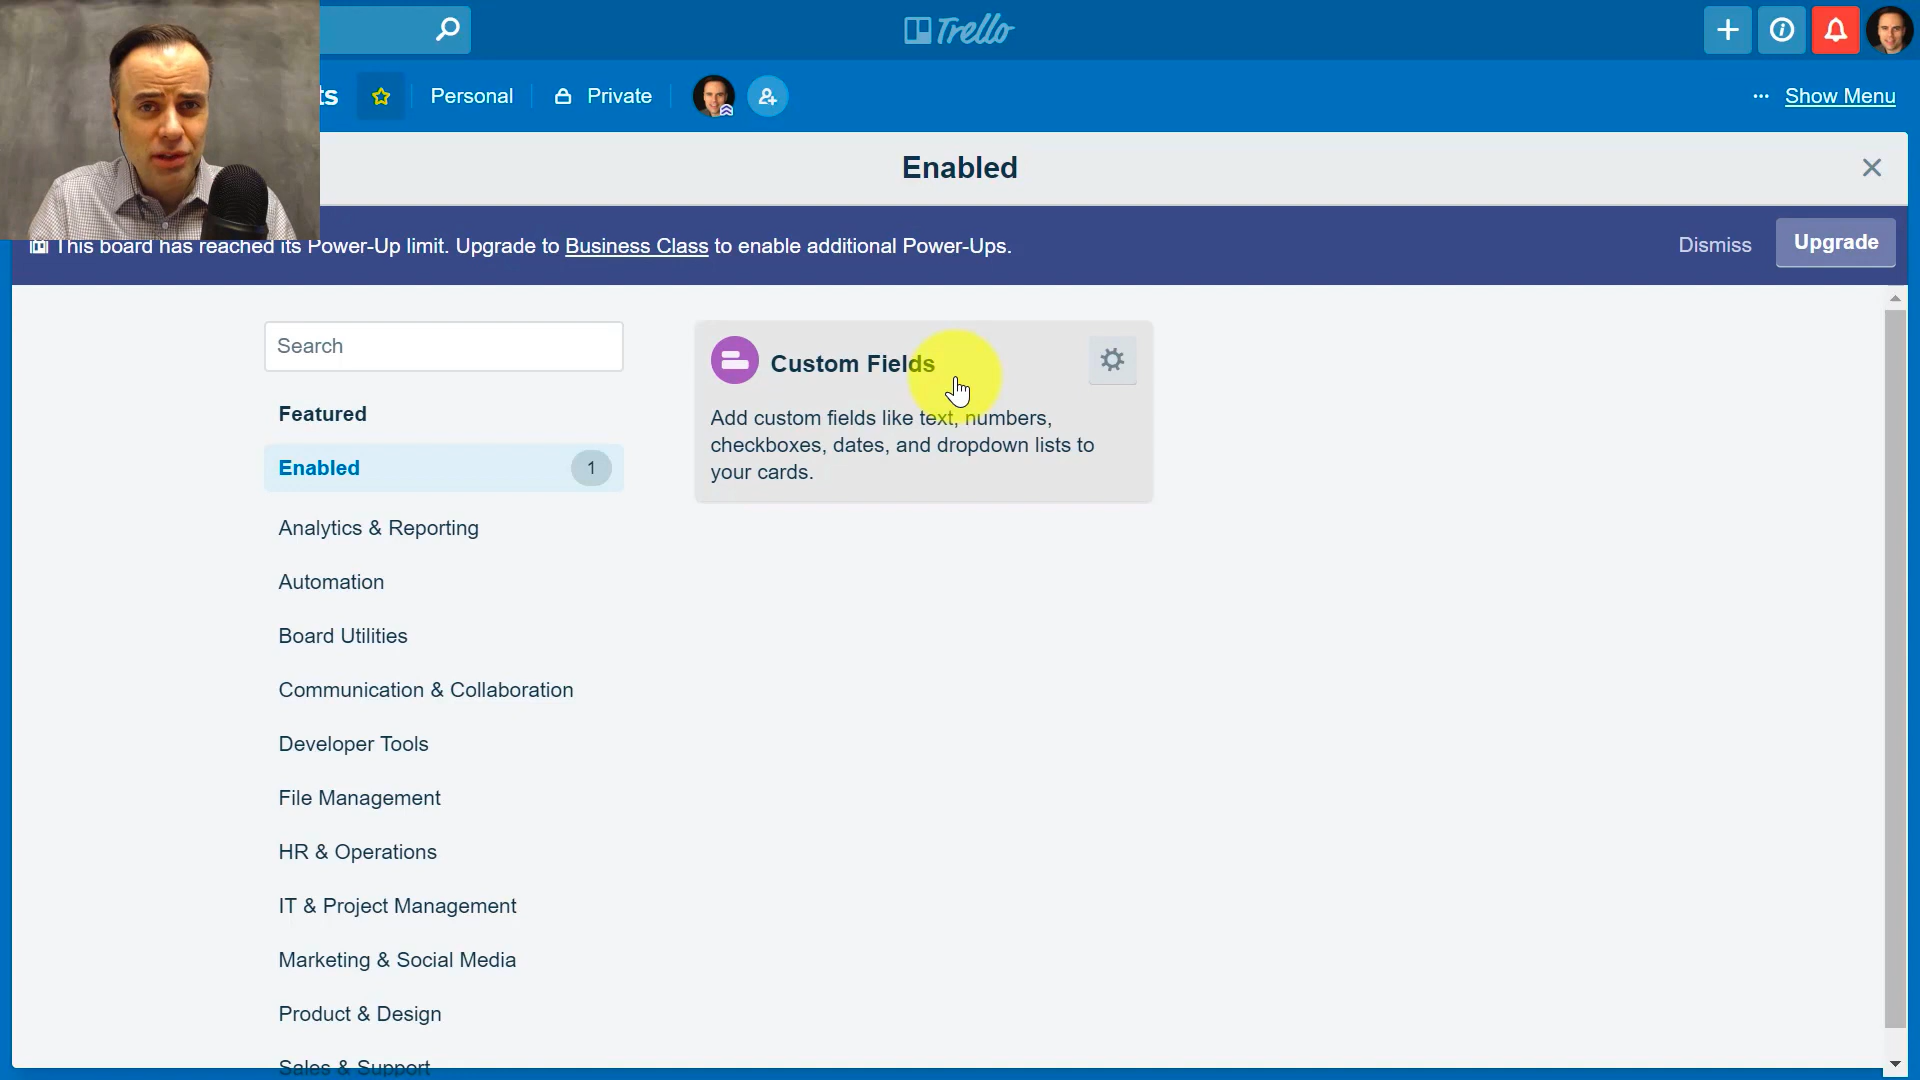 Trello
ts
Personal
Private
Show Menu
Enabled
This board has reached its Power-Up limit. Upgrade to Business Class to enable additional Power-Ups.
Dismiss
Upgrade
Search
Custom Fields
Add custom fields like text, numbers,
checkboxes, dates, and dropdown lists to
your cards.
Featured
Enabled
1
Analytics & Reporting
Automation
Board Utilities
Communication & Collaboration
Developer Tools
File Management
HR & Operations
IT & Project Management
Marketing & Social Media
Product & Design
Sales & Support